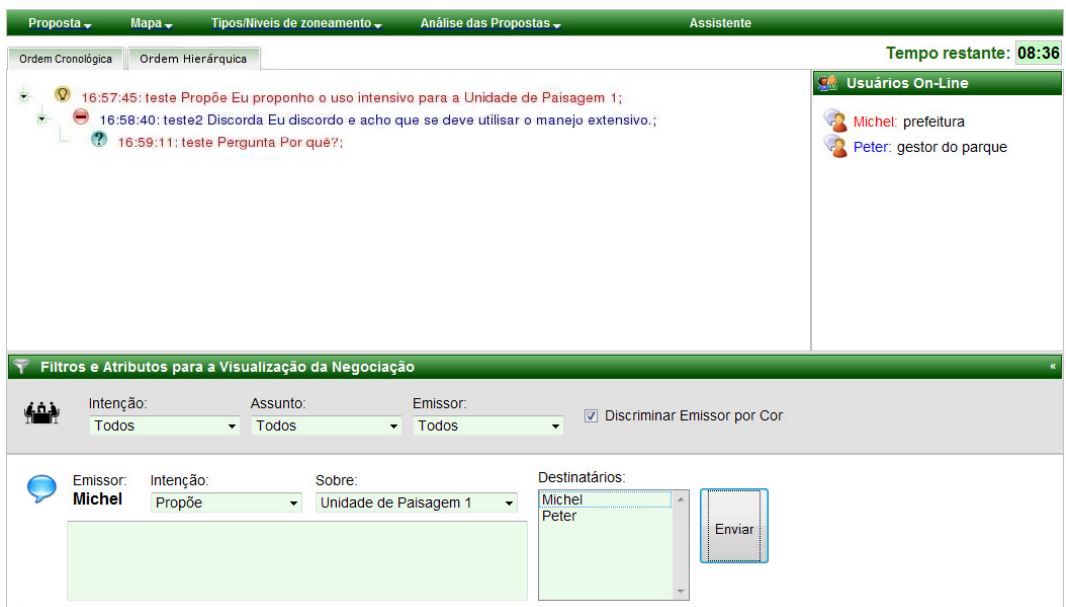 Proposta Mapa Tipos/Niveis de zoneamento Análise das Propostas Assistente
Ordem Cronológica Ordem Hierárquica Tempo restante: 08:36
Usuários On-Line
16:57:45: teste Propõe Eu proponho o uso intensivo para a Unidade de Paisagem 1;
16:58:40: teste2 Discorda Eu discordo e acho que se deve utilisar o manejo extensivo.;
16:59:11: teste Pergunta Por quê?;
Michel: prefeitura
Peter: gestor do parque
Filtros e Atributos para a Visualização da Negociação «
Intenção: Assunto: Emissor:
Todos Todos Todos Discriminar Emissor por Cor
Emissor: Intenção: Sobre: Destinatários:
Michel Propõe Unidade de Paisagem 1 Michel
Peter
Enviar